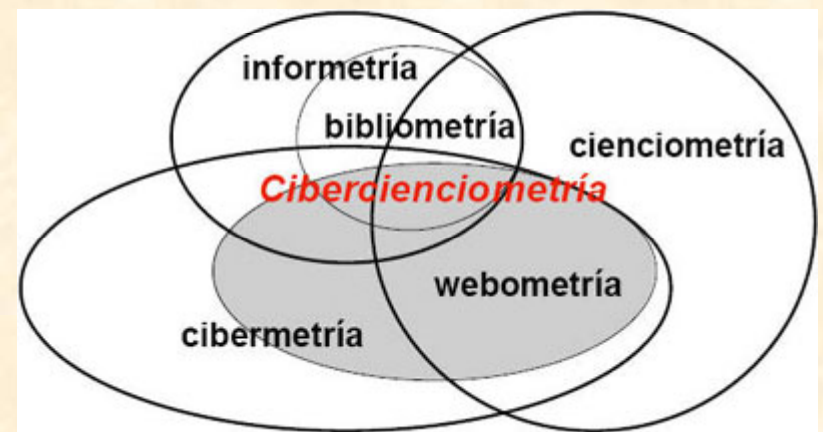 informetría
bibliometría
cienciometría
Cibercienciometría
webometría
cibermetría